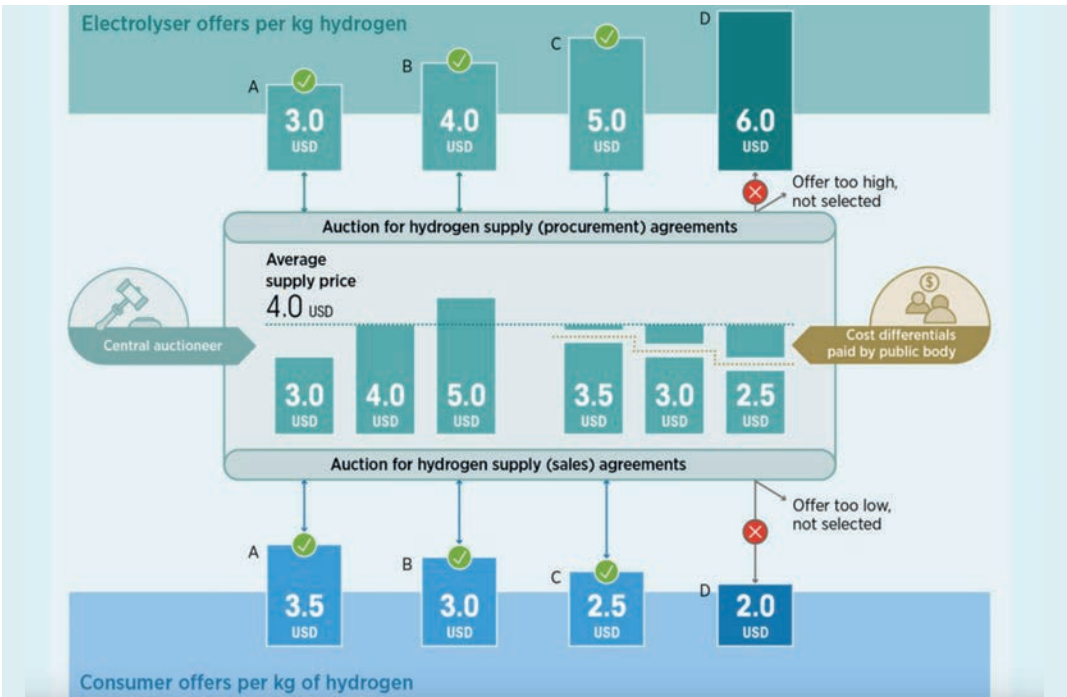 Electrolyser offers per kg hydrogen
A
3.0
USD
B
4.0
USD
C
5.0
USD
D
6.0
USD
Offer too high,
not selected
Auction for hydrogen supply (procurement) agreements
Average
supply price
4.0 USD
Central auctioneer
$
Cost differentials
paid by public body
3.0
USD
4.0
USD
5.0
USD
3.5
USD
3.0
USD
2.5
USD
Auction for hydrogen supply (sales) agreements
Offer too low,
not selected
A
3.5
USD
B
3.0
USD
C
2.5
USD
D
2.0
USD
Consumer offers per kg of hydrogen